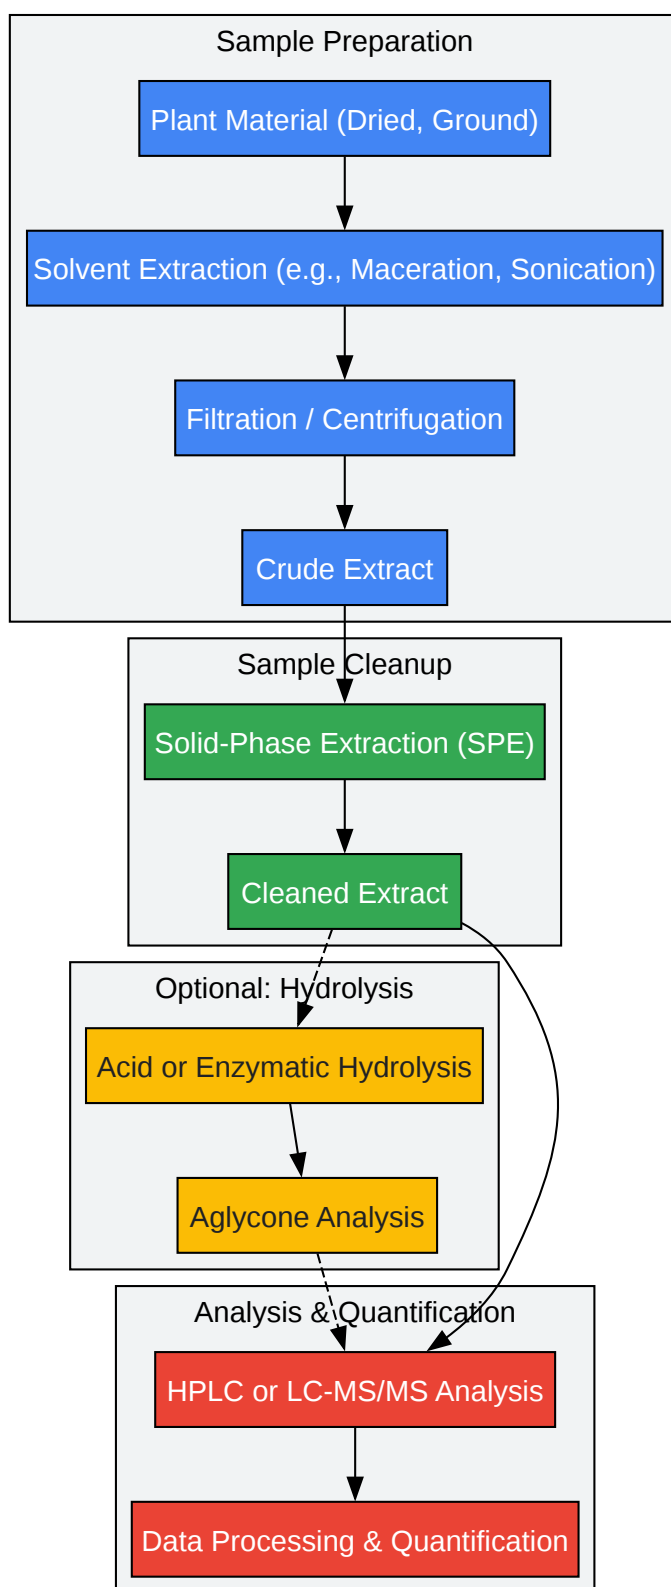 Sample Preparation
Plant Material (Dried, Ground)
Solvent Extraction (e.g., Maceration, Sonication)
Filtration / Centrifugation
Crude Extract
Sample Cleanup
Solid-Phase Extraction (SPE)
Cleaned Extract
Optional: Hydrolysis
Acid or Enzymatic Hydrolysis
Aglycone Analysis
Analysis & Quantification
HPLC or LC-MS/MS Analysis
Data Processing & Quantification